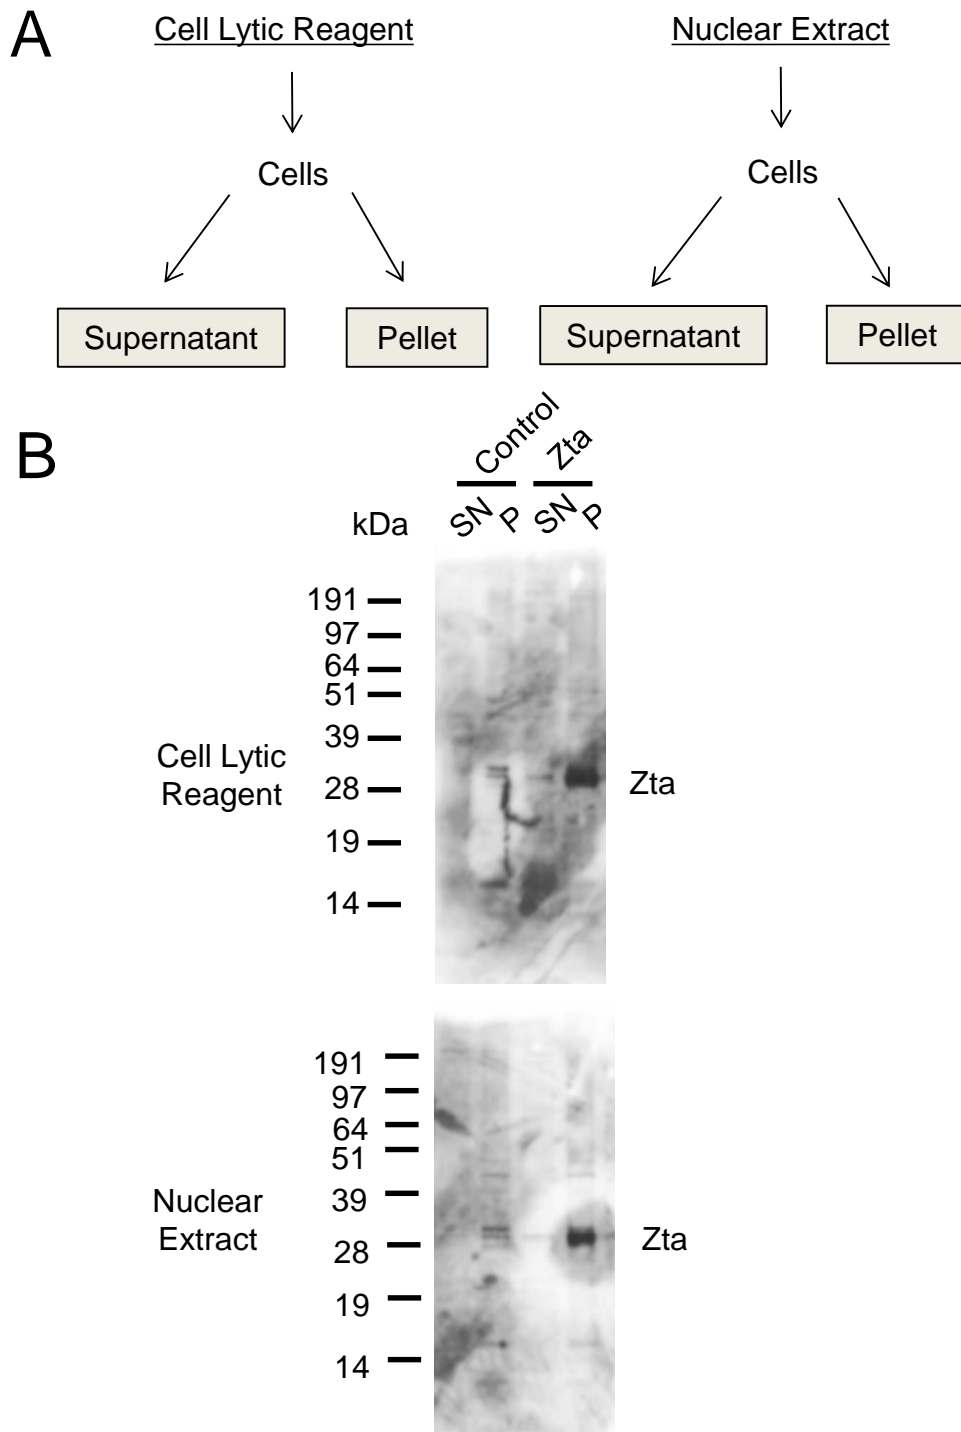 A
Cell Lytic Reagent
Nuclear Extract
Cells
Cells
Supernatant
Pellet
Supernatant
Pellet
B
Control
Zta
SN
P
SN
P
kDa
191
97
64
51
39
28
19
14
Cell Lytic
Reagent
Zta
191
97
64
51
39
28
19
14
Nuclear
Extract
Zta